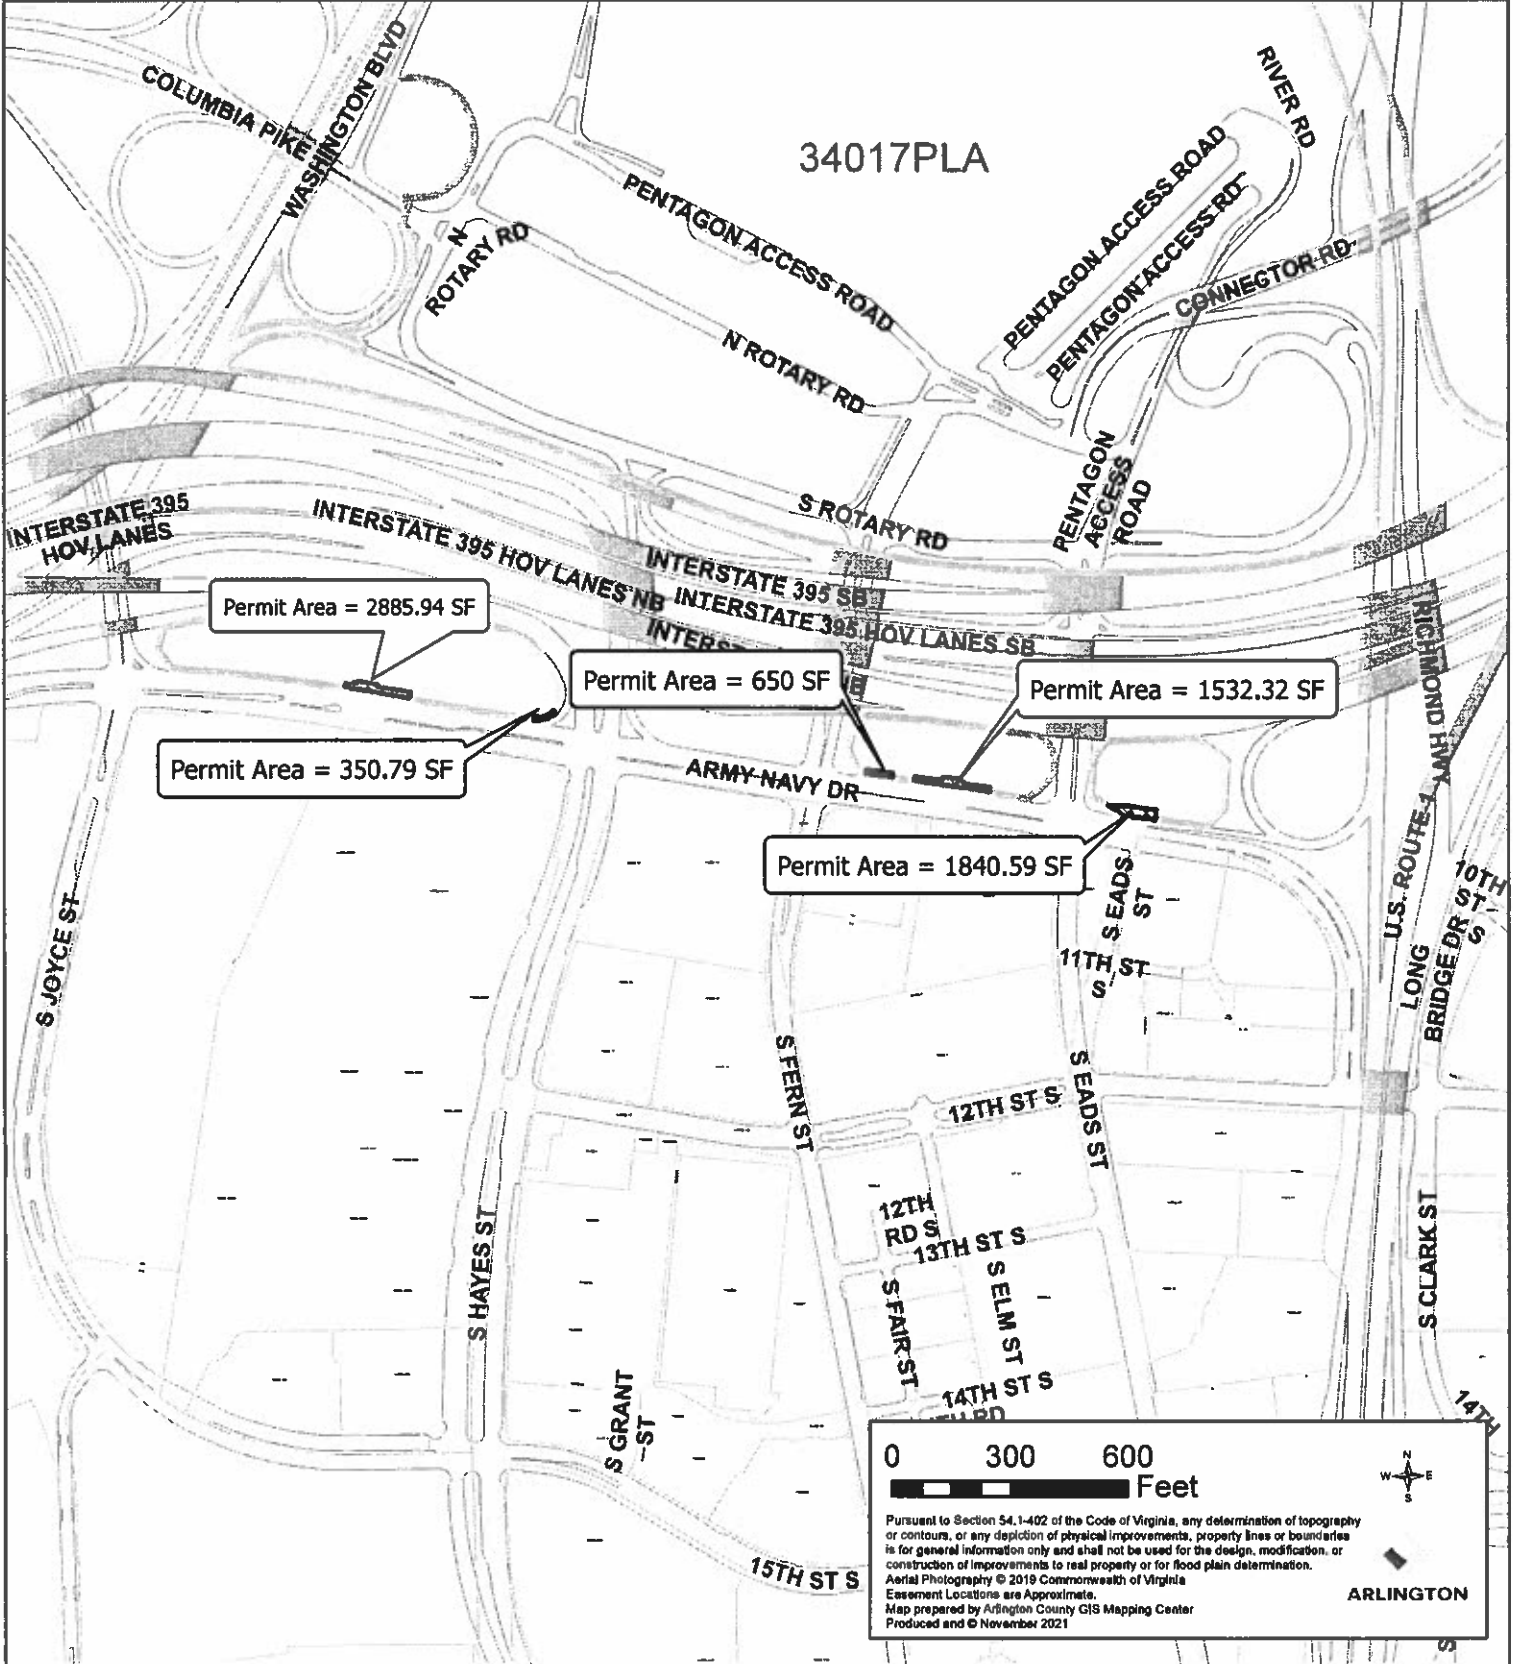 COLUMBIA PIKE
WASHINGTON BLVD
34017PLA
RIVER RD
PENTAGON ACCESS ROAD
PENTAGON ACCESS ROAD
PENTAGON ACCESS RD
CONNECTOR RD
N
ROTARY RD
N ROTARY RD
PENTAGON
ACCESS
ROAD
S ROTARY RD
INTERSTATE 395
HOV LANES
INTERSTATE 395 HOV LANES NB
INTERSTATE 395 SB
INTERSTATE 395 HOV LANES SB
RICHMOND HWY
Permit Area = 2885.94 SF
Permit Area = 650 SF
Permit Area = 1532.32 SF
Permit Area = 350.79 SF
ARMY NAVY DR
Permit Area = 1840.59 SF
U.S. ROUTE 1
10TH
ST
S
LONG
BRIDGE DR
S JOYCE ST
S EADS
ST
11TH ST
S
S FERN ST
S EADS ST
12TH ST S
12TH
RD S
13TH ST S
S HAYES ST
S FAIR ST
S ELM ST
S CLARK ST
14TH ST S
14TH
S GRANT
ST
15TH ST S
0 300 600
Feet
N
W E
S
Pursuant to Section 54.1-402 of the Code of Virginia, any determination of topography
or contours, or any depiction of physical improvements, property lines or boundaries
is for general information only and shall not be used for the design, modification, or
construction of improvements to real property or for flood plain determination.
Aerial Photography © 2019 Commonwealth of Virginia
Easement Locations are Approximate.
Map prepared by Arlington County GIS Mapping Center
Produced and © November 2021
ARLINGTON